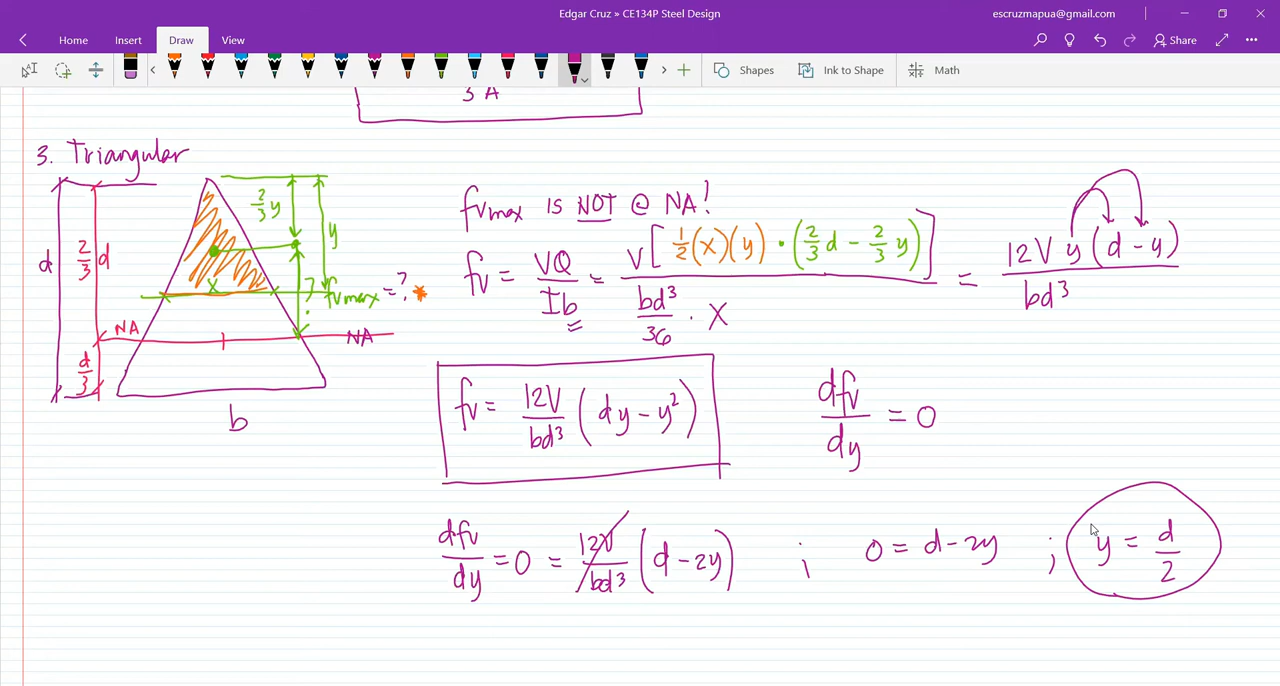 Edgar Cruz » CE134P Steel Design
escruzmapua@gmail.com
Home Insert Draw View
Share
Shapes Ink to Shape Math
3 A
3. Triangular
d
2/3 d
d/3
2/3 y
y
?
x
fvmax = ? *
NA
NA
b
fvmax is NOT @ NA!
fv = VQ/Ib = V[1/2(x)(y)·(2/3 d − 2/3 y)] / (bd³/36 · x) = 12Vy(d − y)/bd³
fv = 12V/bd³ (dy − y²)
dfv/dy = 0
dfv/dy = 0 = 12V/bd³ (d − 2y) ; 0 = d − 2y ; y = d/2